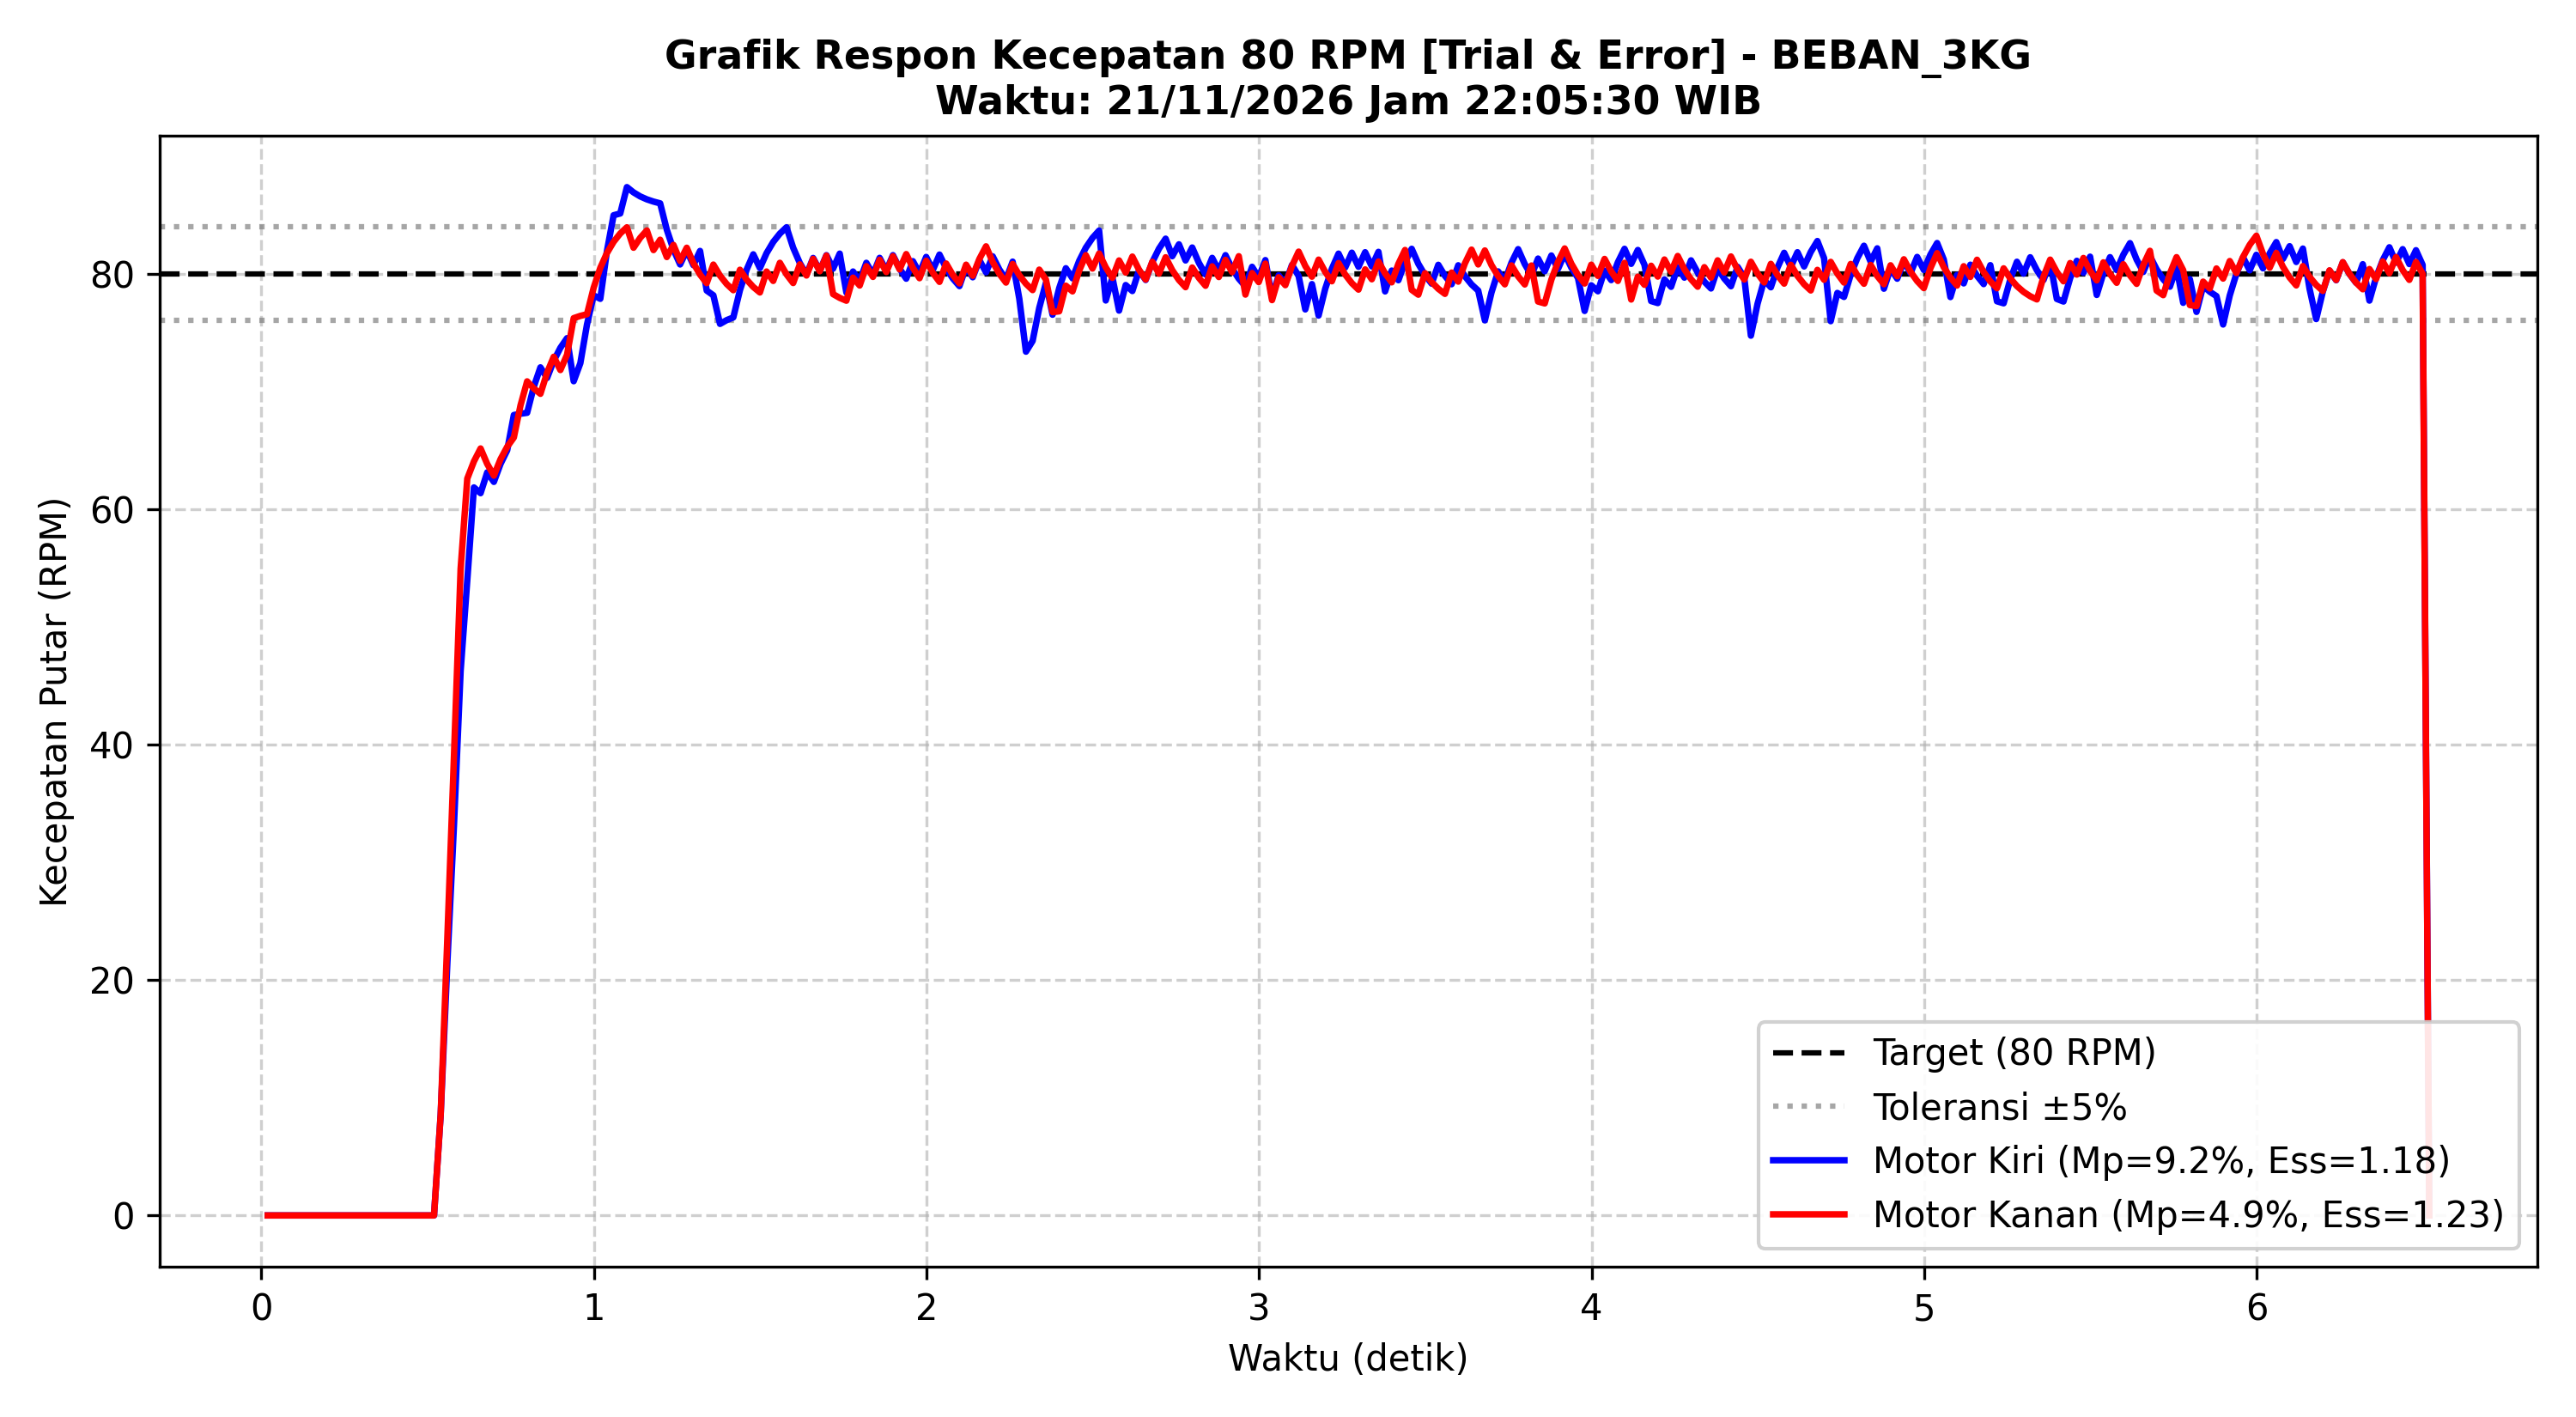 Grafik Respon Kecepatan 80 RPM [Trial & Error] - BEBAN_3KG
Waktu: 21/11/2026 Jam 22:05:30 WIB
Kecepatan Putar (RPM)
80
60
40
20
0
Target (80 RPM)
Toleransi ±5%
Motor Kiri (Mp=9.2%, Ess=1.18)
Motor Kanan (Mp=4.9%, Ess=1.23)
0 1 2 3 4 5 6
Waktu (detik)